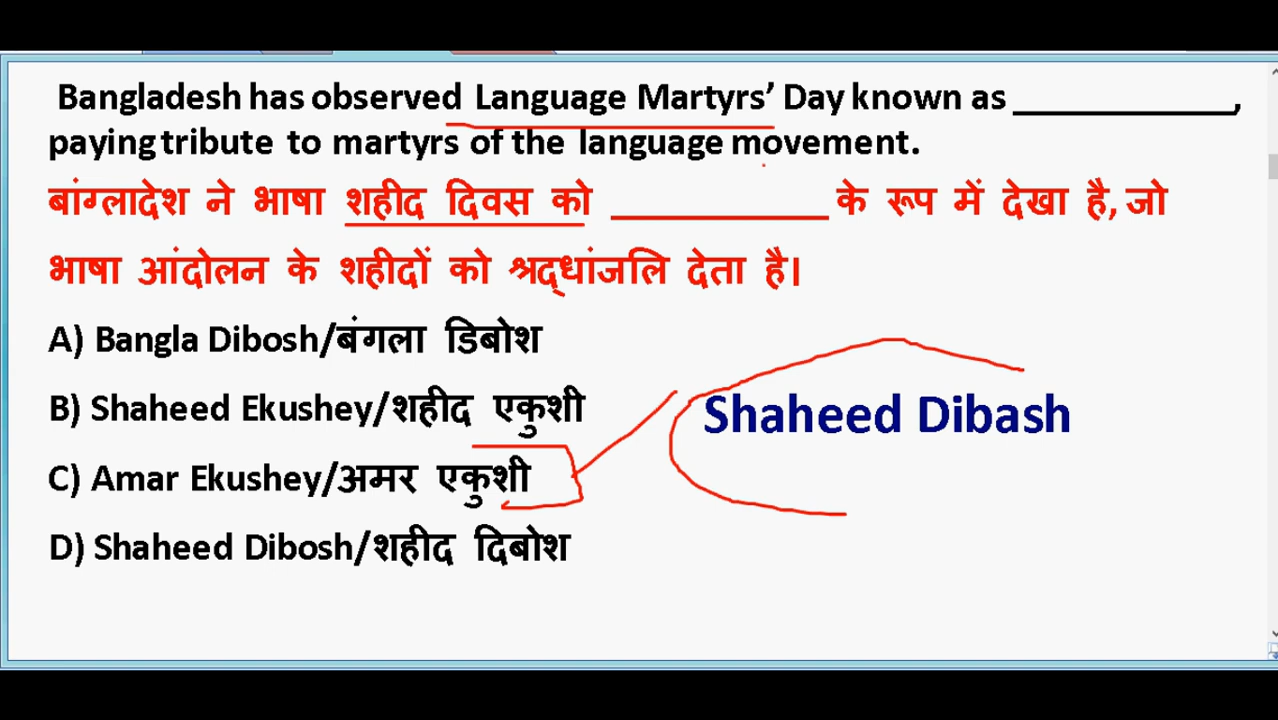 Bangladesh has observed Language Martyrs' Day known as ____________,
paying tribute to martyrs of the language movement.
बांग्लादेश ने भाषा शहीद दिवस को ____________ के रूप में देखा है, जो
भाषा आंदोलन के शहीदों को श्रद्धांजलि देता है।
A) Bangla Dibosh/बंगला डिबोश
B) Shaheed Ekushey/शहीद एकुशी
Shaheed Dibash
C) Amar Ekushey/अमर एकुशी
D) Shaheed Dibosh/शहीद दिबोश